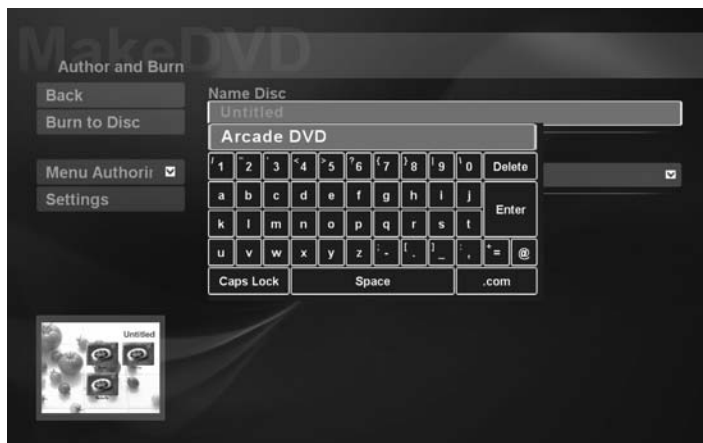 MakeDVD
Author and Burn
Back
Burn to Disc
Menu Authorin
Settings
Name Disc
Untitled
Arcade DVD
1 2 3 4 5 6 7 8 9 0 Delete
a b c d e f g h i j
Enter
k l m n o p q r s t
u v w x y z - . _ , = @
Caps Lock Space .com
Untitled